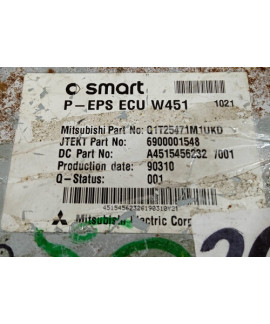 smart
P-EPS ECU W451 1021
Mitsubishi Part No: Q1T25471M1UKD
JTEKT Part No: 6900001548
DC Part No: A4515456232 7001
Production date: 90310
Q-Status: 001
Mitsubishi Electric Corp